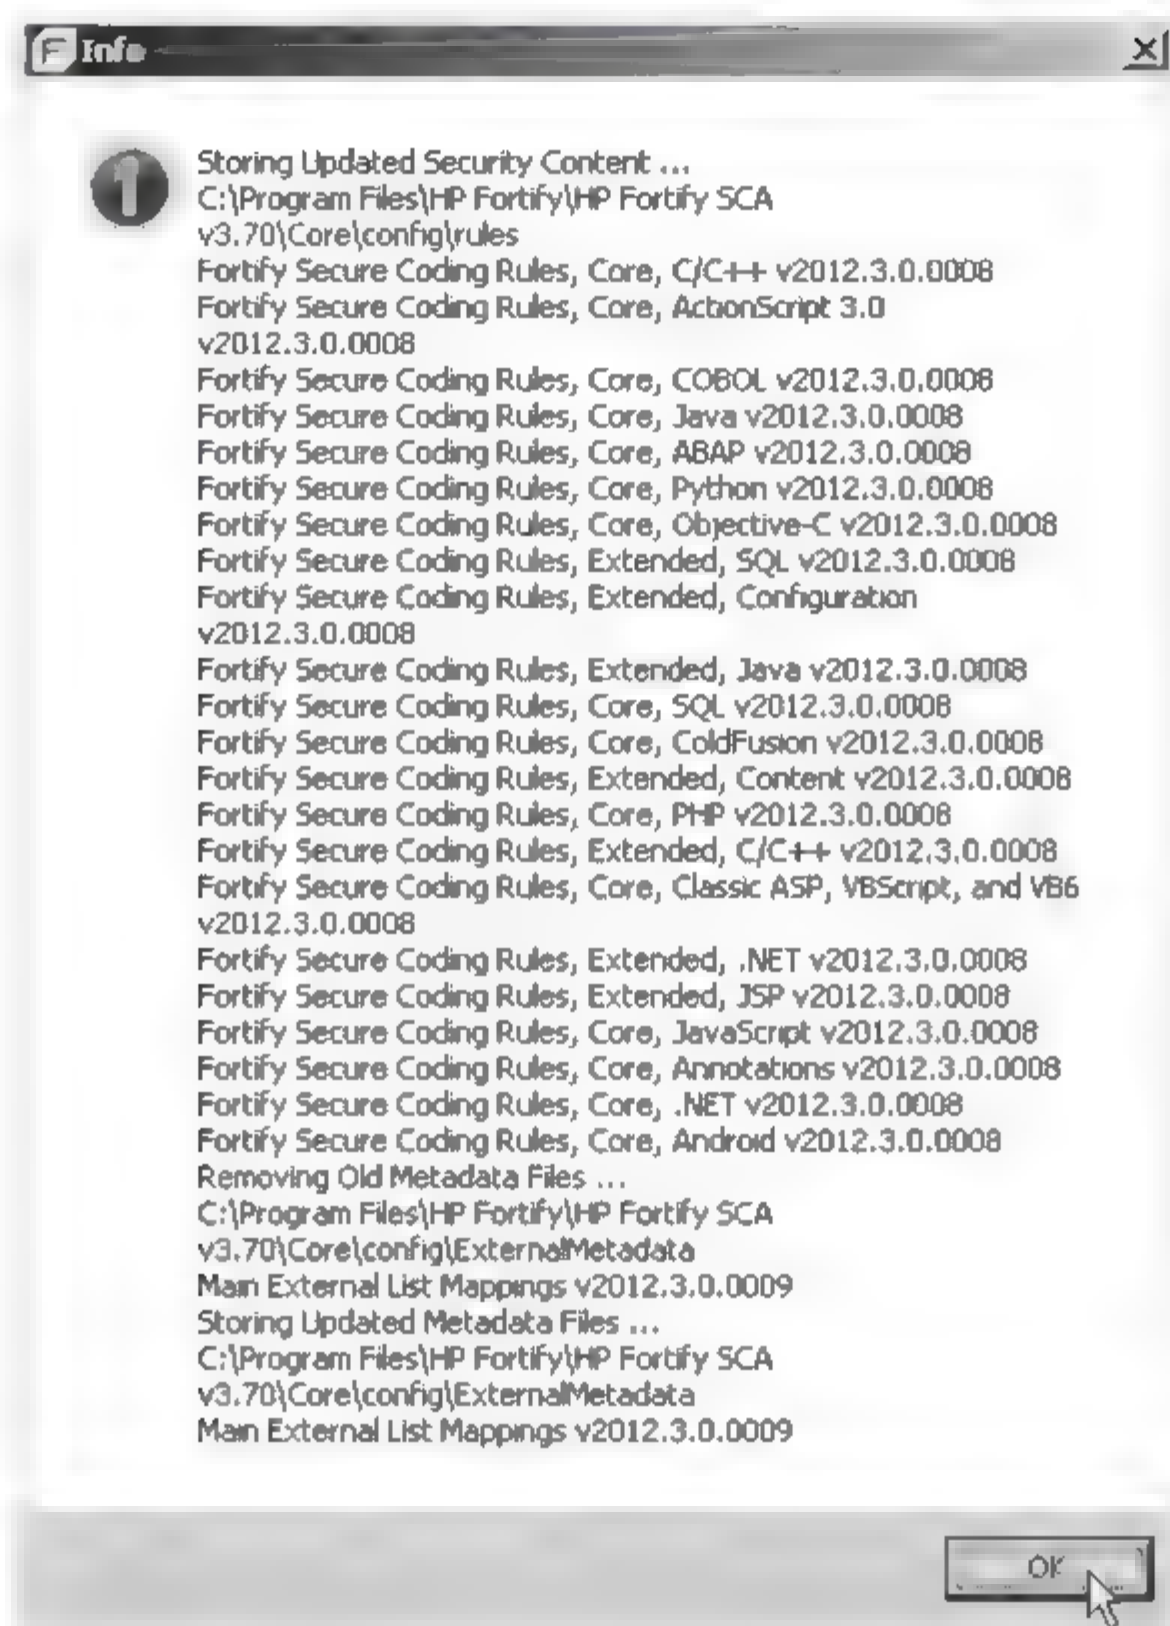 Info
Storing Updated Security Content ...
C:\Program Files\HP Fortify\HP Fortify SCA
v3.70\Core\config\rules
Fortify Secure Coding Rules, Core, C/C++ v2012.3.0.0008
Fortify Secure Coding Rules, Core, ActionScript 3.0
v2012.3.0.0008
Fortify Secure Coding Rules, Core, COBOL v2012.3.0.0008
Fortify Secure Coding Rules, Core, Java v2012.3.0.0008
Fortify Secure Coding Rules, Core, ABAP v2012.3.0.0008
Fortify Secure Coding Rules, Core, Python v2012.3.0.0008
Fortify Secure Coding Rules, Core, Objective-C v2012.3.0.0008
Fortify Secure Coding Rules, Extended, SQL v2012.3.0.0008
Fortify Secure Coding Rules, Extended, Configuration
v2012.3.0.0008
Fortify Secure Coding Rules, Extended, Java v2012.3.0.0008
Fortify Secure Coding Rules, Core, SQL v2012.3.0.0008
Fortify Secure Coding Rules, Core, ColdFusion v2012.3.0.0008
Fortify Secure Coding Rules, Extended, Content v2012.3.0.0008
Fortify Secure Coding Rules, Core, PHP v2012.3.0.0008
Fortify Secure Coding Rules, Extended, C/C++ v2012.3.0.0008
Fortify Secure Coding Rules, Core, Classic ASP, VBScript, and VB6
v2012.3.0.0008
Fortify Secure Coding Rules, Extended, .NET v2012.3.0.0008
Fortify Secure Coding Rules, Extended, JSP v2012.3.0.0008
Fortify Secure Coding Rules, Core, JavaScript v2012.3.0.0008
Fortify Secure Coding Rules, Core, Annotations v2012.3.0.0008
Fortify Secure Coding Rules, Core, .NET v2012.3.0.0008
Fortify Secure Coding Rules, Core, Android v2012.3.0.0008
Removing Old Metadata Files ...
C:\Program Files\HP Fortify\HP Fortify SCA
v3.70\Core\config\ExternalMetadata
Main External List Mappings v2012.3.0.0009
Storing Updated Metadata Files ...
C:\Program Files\HP Fortify\HP Fortify SCA
v3.70\Core\config\ExternalMetadata
Main External List Mappings v2012.3.0.0009
OK